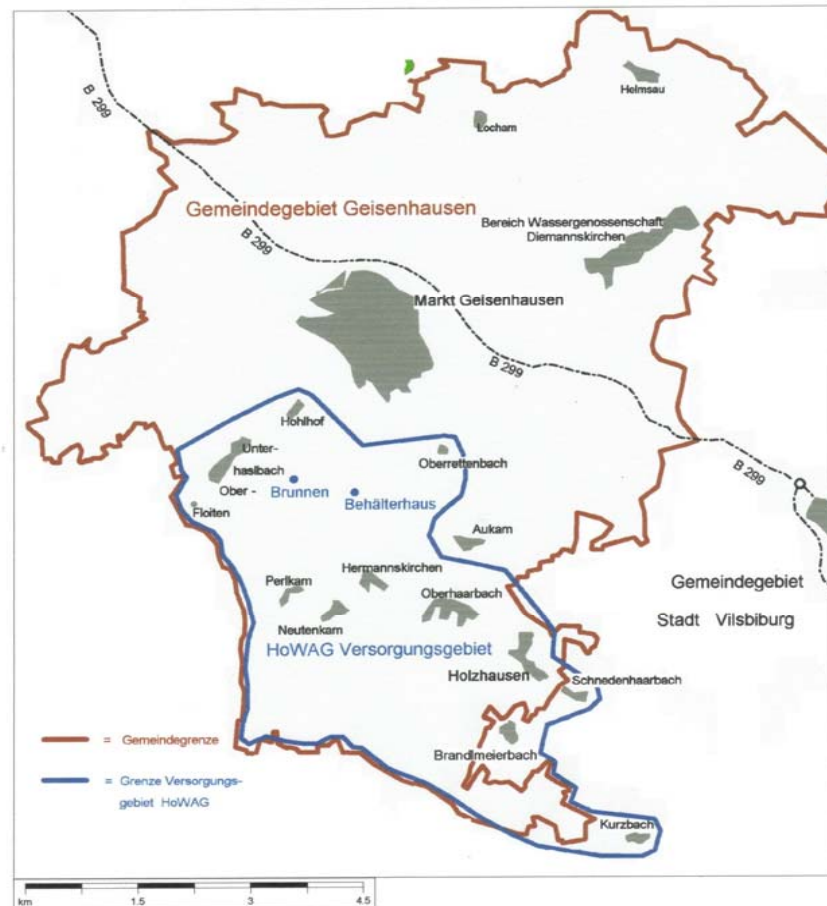 B 299
Helmsau
Locham
Gemeindegebiet Geisenhausen
Bereich Wassergenossenschaft
Diemannskirchen
B 299
Markt Geisenhausen
B 299
Hohlhof
Unter-
haslbach
Ober -
Oberrettenbach
B 299
Brunnen
Behälterhaus
Floiten
Aukam
Hermannskirchen
Perlkam
Oberhaarbach
Neutenkam
Gemeindegebiet
Stadt Vilsbiburg
HoWAG Versorgungsgebiet
Holzhausen
Schnedenhaarbach
Brandlmeierbach
= Gemeindegrenze
= Grenze Versorgungs-
gebiet HoWAG
Kurzbach
km 1.5 3 4.5